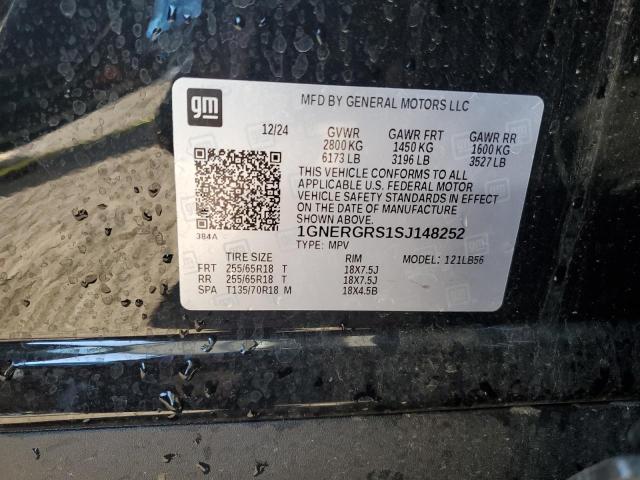 gm
MFD BY GENERAL MOTORS LLC
12/24 GVWR GAWR FRT GAWR RR
2800 KG 1450 KG 1600 KG
6173 LB 3196 LB 3527 LB
THIS VEHICLE CONFORMS TO ALL
APPLICABLE U.S. FEDERAL MOTOR
VEHICLE SAFETY STANDARDS IN EFFECT
ON THE DATE OF MANUFACTURE
SHOWN ABOVE.
384A 1GNERGRS1SJ148252
TYPE: MPV MODEL: 121LB56
TIRE SIZE RIM
FRT 255/65R18 T 18X7.5J
RR 255/65R18 T 18X7.5J
SPA T135/70R18 M 18X4.5B